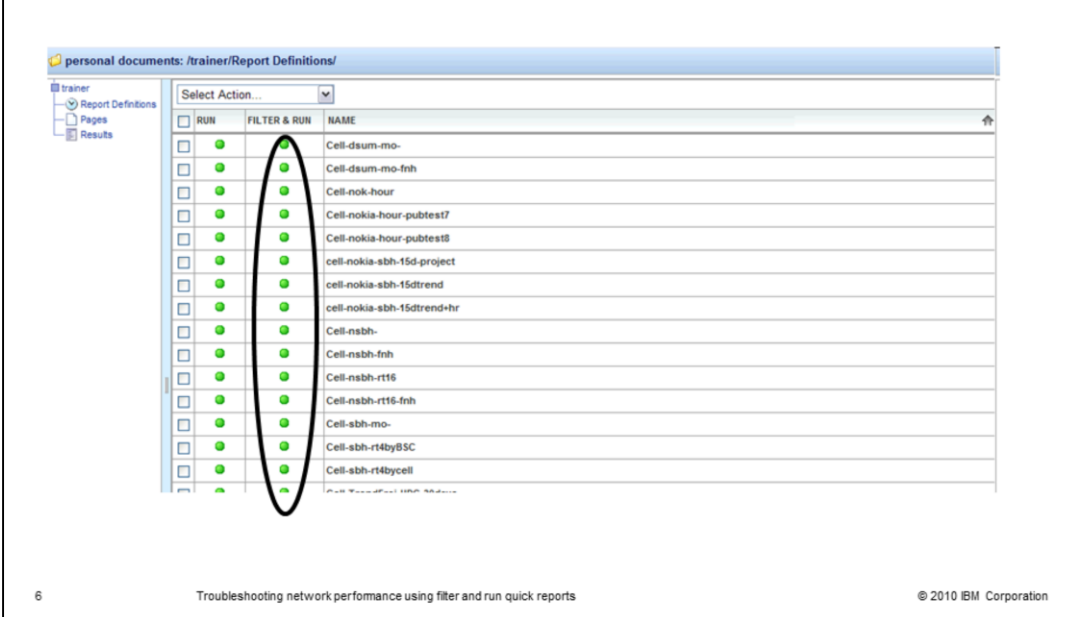 personal documents: /trainer/Report Definitions/
trainer
Report Definitions
Pages
Results
Select Action...
RUN FILTER & RUN NAME
Cell-dsum-mo-
Cell-dsum-mo-fnh
Cell-nok-hour
Cell-nokia-hour-pubtest7
Cell-nokia-hour-pubtest8
cell-nokia-sbh-15d-project
cell-nokia-sbh-15dtrend
cell-nokia-sbh-15dtrend+hr
Cell-nsbh-
Cell-nsbh-fnh
Cell-nsbh-rt16
Cell-nsbh-rt16-fnh
Cell-sbh-mo-
Cell-sbh-rt4byBSC
Cell-sbh-rt4bycell
6 Troubleshooting network performance using filter and run quick reports © 2010 IBM Corporation